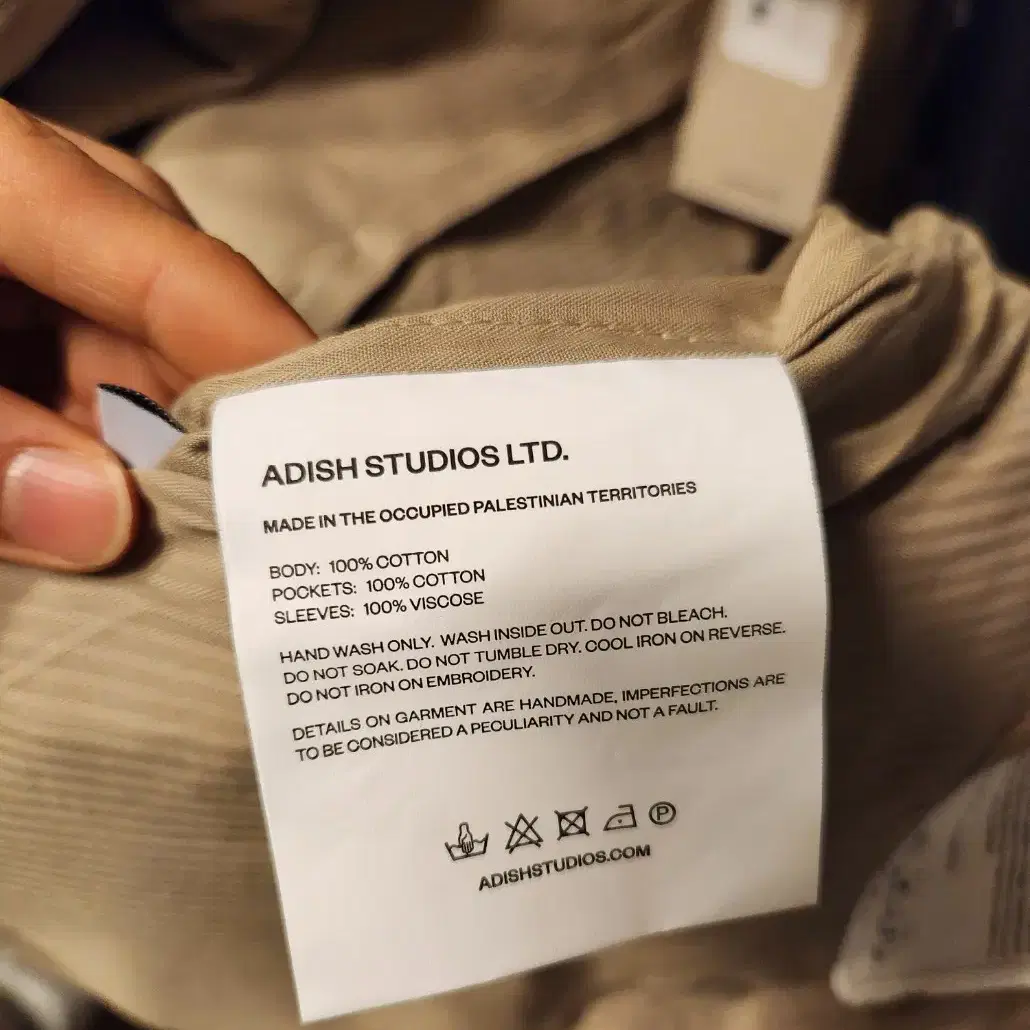 ADISH STUDIOS LTD.
MADE IN THE OCCUPIED PALESTINIAN TERRITORIES
BODY: 100% COTTON
POCKETS: 100% COTTON
SLEEVES: 100% VISCOSE
HAND WASH ONLY. WASH INSIDE OUT. DO NOT BLEACH.
DO NOT SOAK. DO NOT TUMBLE DRY. COOL IRON ON REVERSE.
DO NOT IRON ON EMBROIDERY.
DETAILS ON GARMENT ARE HANDMADE, IMPERFECTIONS ARE
TO BE CONSIDERED A PECULIARITY AND NOT A FAULT.
P
ADISHSTUDIOS.COM